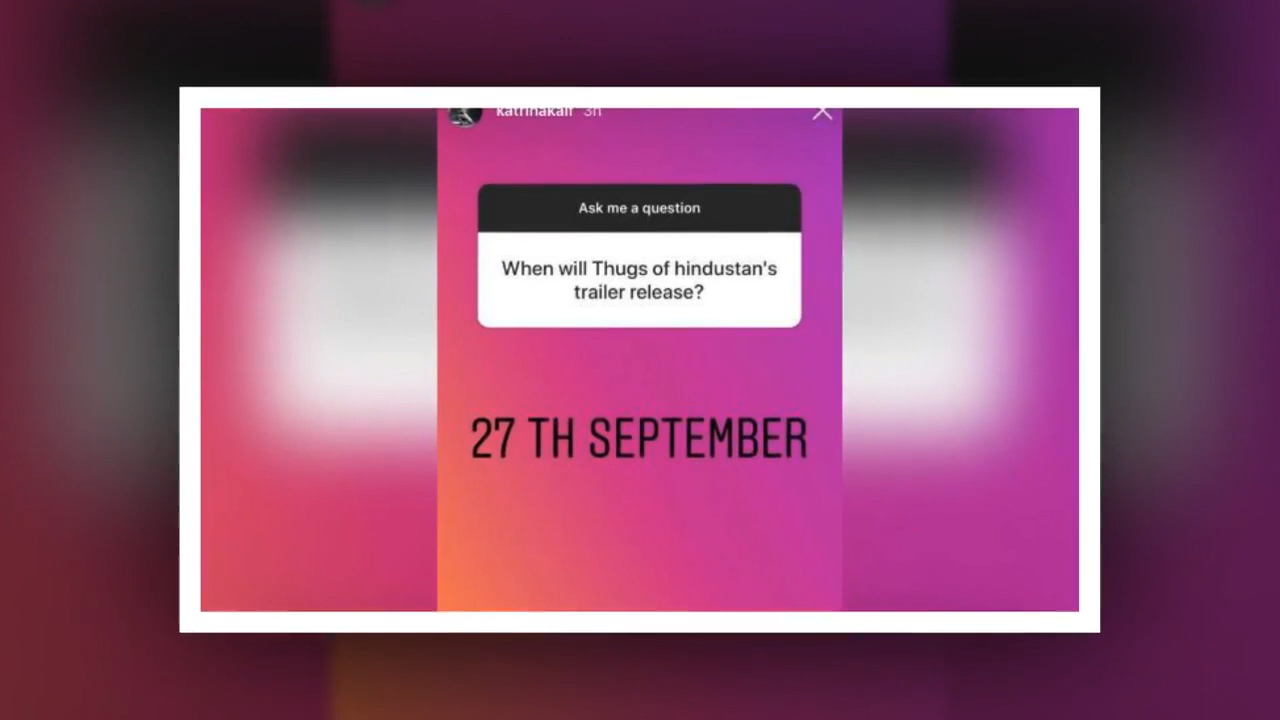 katrinakaif 3h
Ask me a question
When will Thugs of hindustan's
trailer release?
27 TH SEPTEMBER